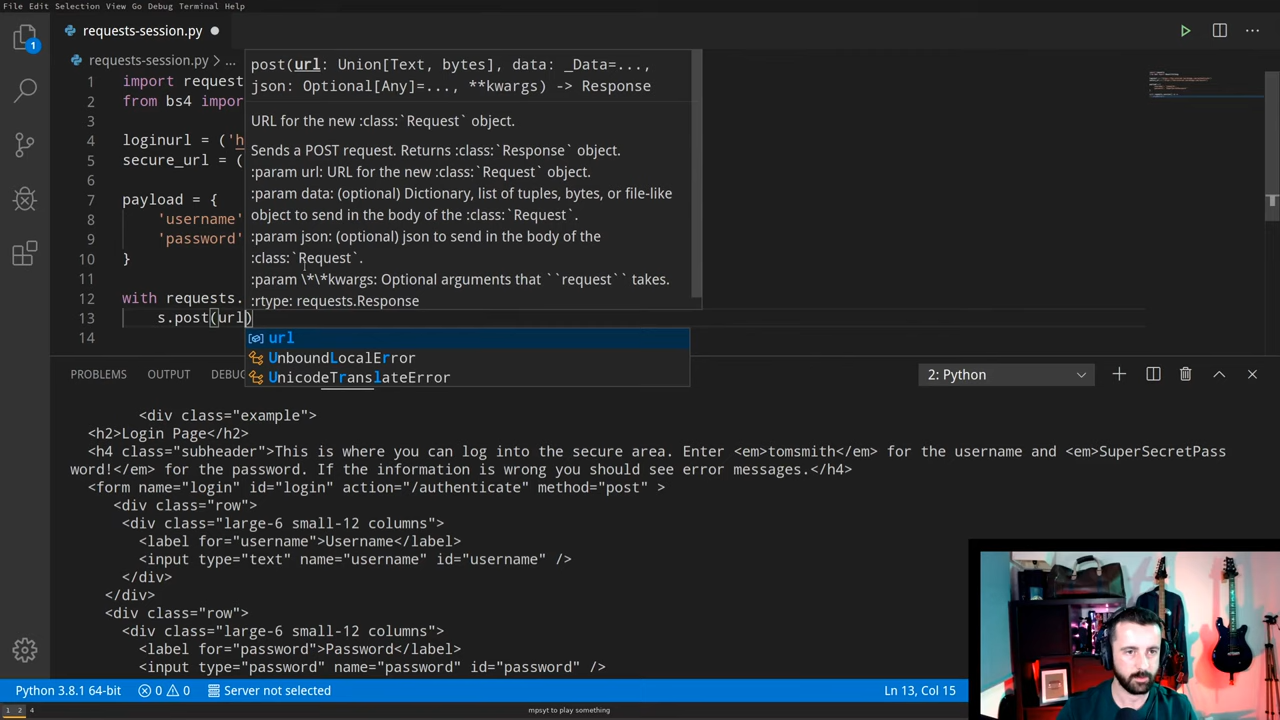 File Edit Selection View Go Debug Terminal Help
requests-session.py
requests-session.py > ...
1 import request
2 from bs4 import
3
4 loginurl = ('h
5 secure_url = (
6
7 payload = {
8 'username'
9 'password'
10 }
11
12 with requests.
13 s.post(url)
14
post(url: Union[Text, bytes], data: _Data=...,
json: Optional[Any]=..., **kwargs) -> Response
URL for the new :class:`Request` object.
Sends a POST request. Returns :class:`Response` object.
:param url: URL for the new :class:`Request` object.
:param data: (optional) Dictionary, list of tuples, bytes, or file-like
object to send in the body of the :class:`Request`.
:param json: (optional) json to send in the body of the
:class:`Request`.
:param \*\*kwargs: Optional arguments that ``request`` takes.
:rtype: requests.Response
url
UnboundLocalError
UnicodeTranslateError
PROBLEMS OUTPUT DEBU 2: Python
<div class="example">
<h2>Login Page</h2>
<h4 class="subheader">This is where you can log into the secure area. Enter <em>tomsmith</em> for the username and <em>SuperSecretPass
word!</em> for the password. If the information is wrong you should see error messages.</h4>
<form name="login" id="login" action="/authenticate" method="post" >
<div class="row">
<div class="large-6 small-12 columns">
<label for="username">Username</label>
<input type="text" name="username" id="username" />
</div>
</div>
<div class="row">
<div class="large-6 small-12 columns">
<label for="password">Password</label>
<input type="password" name="password" id="password" />
Python 3.8.1 64-bit 0 0 Server not selected Ln 13, Col 15
1 2 4 mpsyt to play something